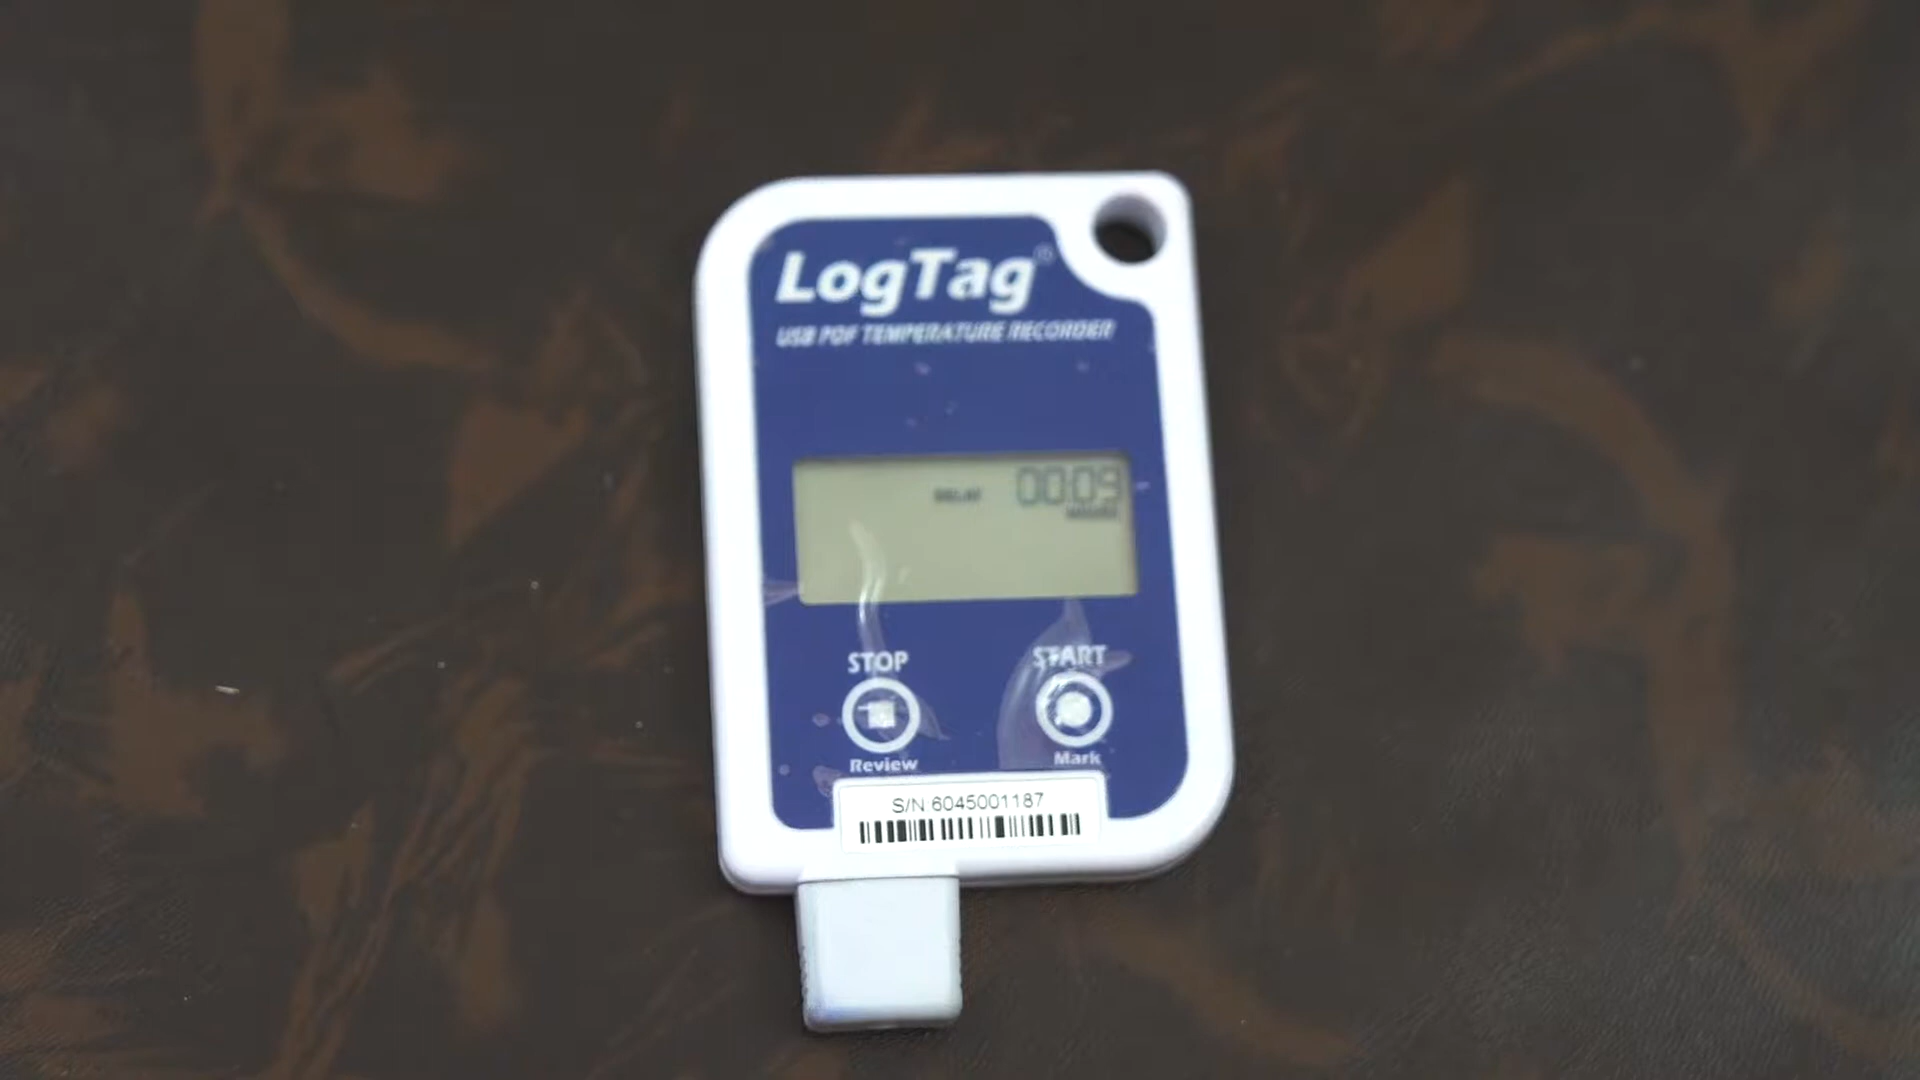 LogTag®
USB PDF TEMPERATURE RECORDER
DELAY 00:09
STOP START
Review Mark
S/N 6045001187